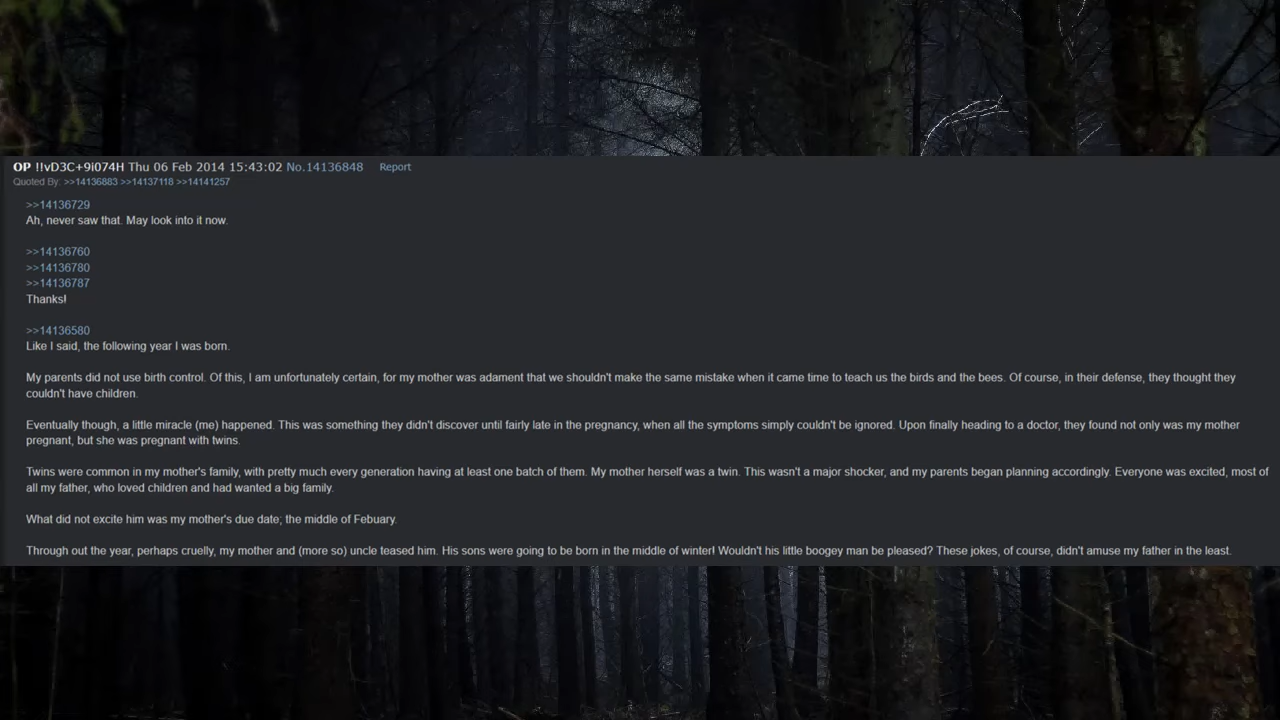 OP !!vD3C+9i074H Thu 06 Feb 2014 15:43:02 No.14136848 Report
Quoted By: >>14136883 >>14137118 >>14141257
>>14136729
Ah, never saw that. May look into it now.
>>14136760
>>14136780
>>14136787
Thanks!
>>14136580
Like I said, the following year I was born.
My parents did not use birth control. Of this, I am unfortunately certain, for my mother was adament that we shouldn't make the same mistake when it came time to teach us the birds and the bees. Of course, in their defense, they thought they
couldn't have children.
Eventually though, a little miracle (me) happened. This was something they didn't discover until fairly late in the pregnancy, when all the symptoms simply couldn't be ignored. Upon finally heading to a doctor, they found not only was my mother
pregnant, but she was pregnant with twins.
Twins were common in my mother's family, with pretty much every generation having at least one batch of them. My mother herself was a twin. This wasn't a major shocker, and my parents began planning accordingly. Everyone was excited, most of
all my father, who loved children and had wanted a big family.
What did not excite him was my mother's due date; the middle of Febuary.
Through out the year, perhaps cruelly, my mother and (more so) uncle teased him. His sons were going to be born in the middle of winter! Wouldn't his little boogey man be pleased? These jokes, of course, didn't amuse my father in the least.